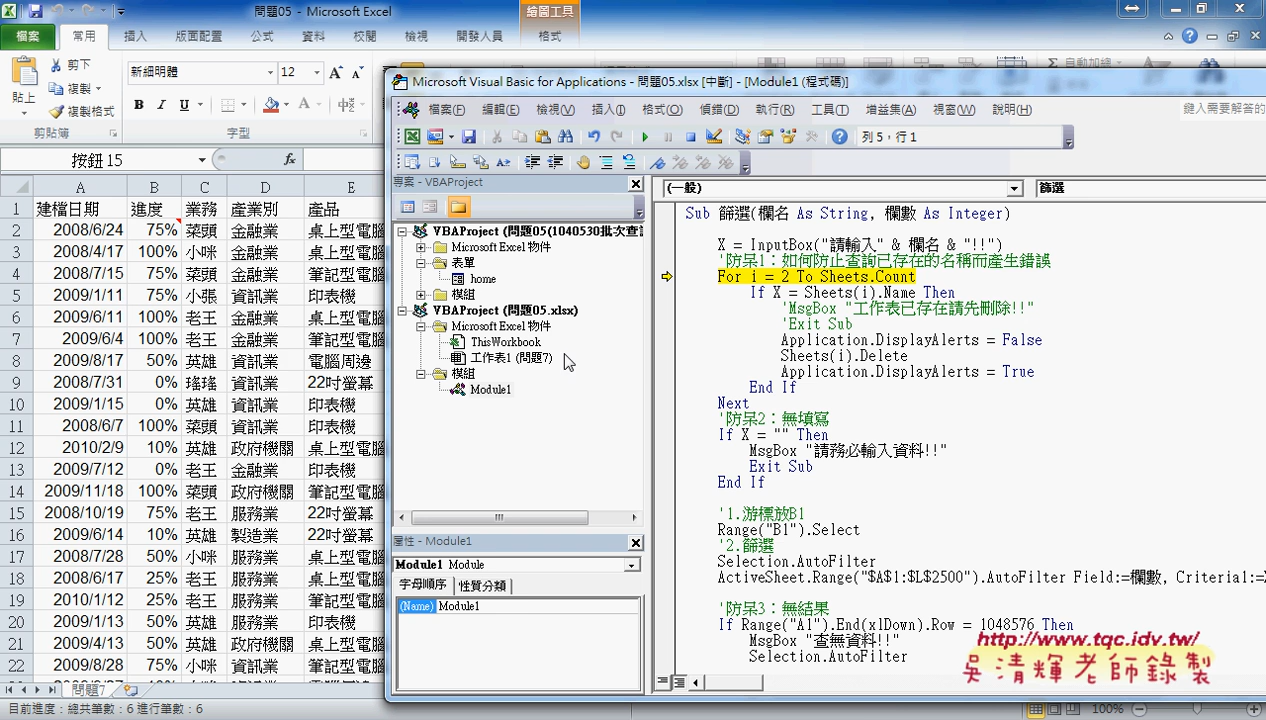 問題05 - Microsoft Excel
繪圖工具
檔案 常用 插入 版面配置 公式 資料 校閱 檢視 開發人員 格式
剪下
複製
貼上 複製格式
新細明體 12
剪貼簿 字型
按鈕 15 fx
A B C D E
1 建檔日期 進度 業務 產業別 產品
2 2008/6/24 75% 菜頭 金融業 桌上型電腦
3 2008/4/17 100% 小咪 金融業 桌上型電腦
4 2008/7/15 75% 菜頭 金融業 筆記型電腦
5 2009/1/11 75% 小張 資訊業 印表機
6 2009/6/11 100% 老王 金融業 桌上型電腦
7 2009/6/4 100% 老王 金融業 筆記型電腦
8 2009/8/17 50% 英雄 資訊業 電腦周邊
9 2008/7/31 0% 瑤瑤 資訊業 22吋螢幕
10 2009/1/15 0% 英雄 資訊業 印表機
11 2008/6/7 50% 菜頭 資訊業 22吋螢幕
12 2010/2/9 10% 英雄 政府機關 桌上型電腦
13 2009/7/12 0% 老王 金融業 印表機
14 2009/11/18 100% 菜頭 政府機關 筆記型電腦
15 2008/10/19 75% 老王 服務業 22吋螢幕
16 2009/6/14 10% 英雄 製造業 印表機
17 2008/7/28 50% 小咪 服務業 桌上型電腦
18 2008/6/17 25% 老王 金融業 筆記型電腦
19 2010/1/12 25% 老王 服務業 筆記型電腦
20 2009/1/13 50% 老王 服務業 印表機
21 2009/4/13 50% 老王 政府機關 桌上型電腦
22 2009/8/28 75% 小咪 資訊業 筆記型電腦
問題7
目前進度：總共筆數：6 進行筆數：6
100%
Microsoft Visual Basic for Applications - 問題05.xlsx [中斷] - [Module1 (程式碼)]
檔案(F) 編輯(E) 檢視(V) 插入(I) 格式(O) 偵錯(D) 執行(R) 工具(T) 增益集(A) 視窗(W) 說明(H) 鍵入需要解答的
列 5，行 1
專案 - VBAProject
VBAProject (問題05(1040530批次查詢
Microsoft Excel 物件
表單
home
模組
VBAProject (問題05.xlsx)
Microsoft Excel 物件
ThisWorkbook
工作表1 (問題7)
模組
Module1
屬性 - Module1
Module1 Module
字母順序 性質分類
(Name) Module1
(一般) 篩選
Sub 篩選(欄名 As String, 欄數 As Integer)
X = InputBox("請輸入" & 欄名 & "!!")
'防呆1：如何防止查詢已存在的名稱而產生錯誤
For i = 2 To Sheets.Count
If X = Sheets(i).Name Then
'MsgBox "工作表已存在請先刪除!!"
'Exit Sub
Application.DisplayAlerts = False
Sheets(i).Delete
Application.DisplayAlerts = True
End If
Next
'防呆2：無填寫
If X = "" Then
MsgBox "請務必輸入資料!!"
Exit Sub
End If
'1.游標放B1
Range("B1").Select
'2.篩選
Selection.AutoFilter
ActiveSheet.Range("$A$1:$L$2500").AutoFilter Field:=欄數, Criteria1:=X
'防呆3：無結果
If Range("A1").End(xlDown).Row = 1048576 Then
MsgBox "查無資料!!"
Selection.AutoFilter
http://www.tqc.idv.tw/
吳清輝老師錄製